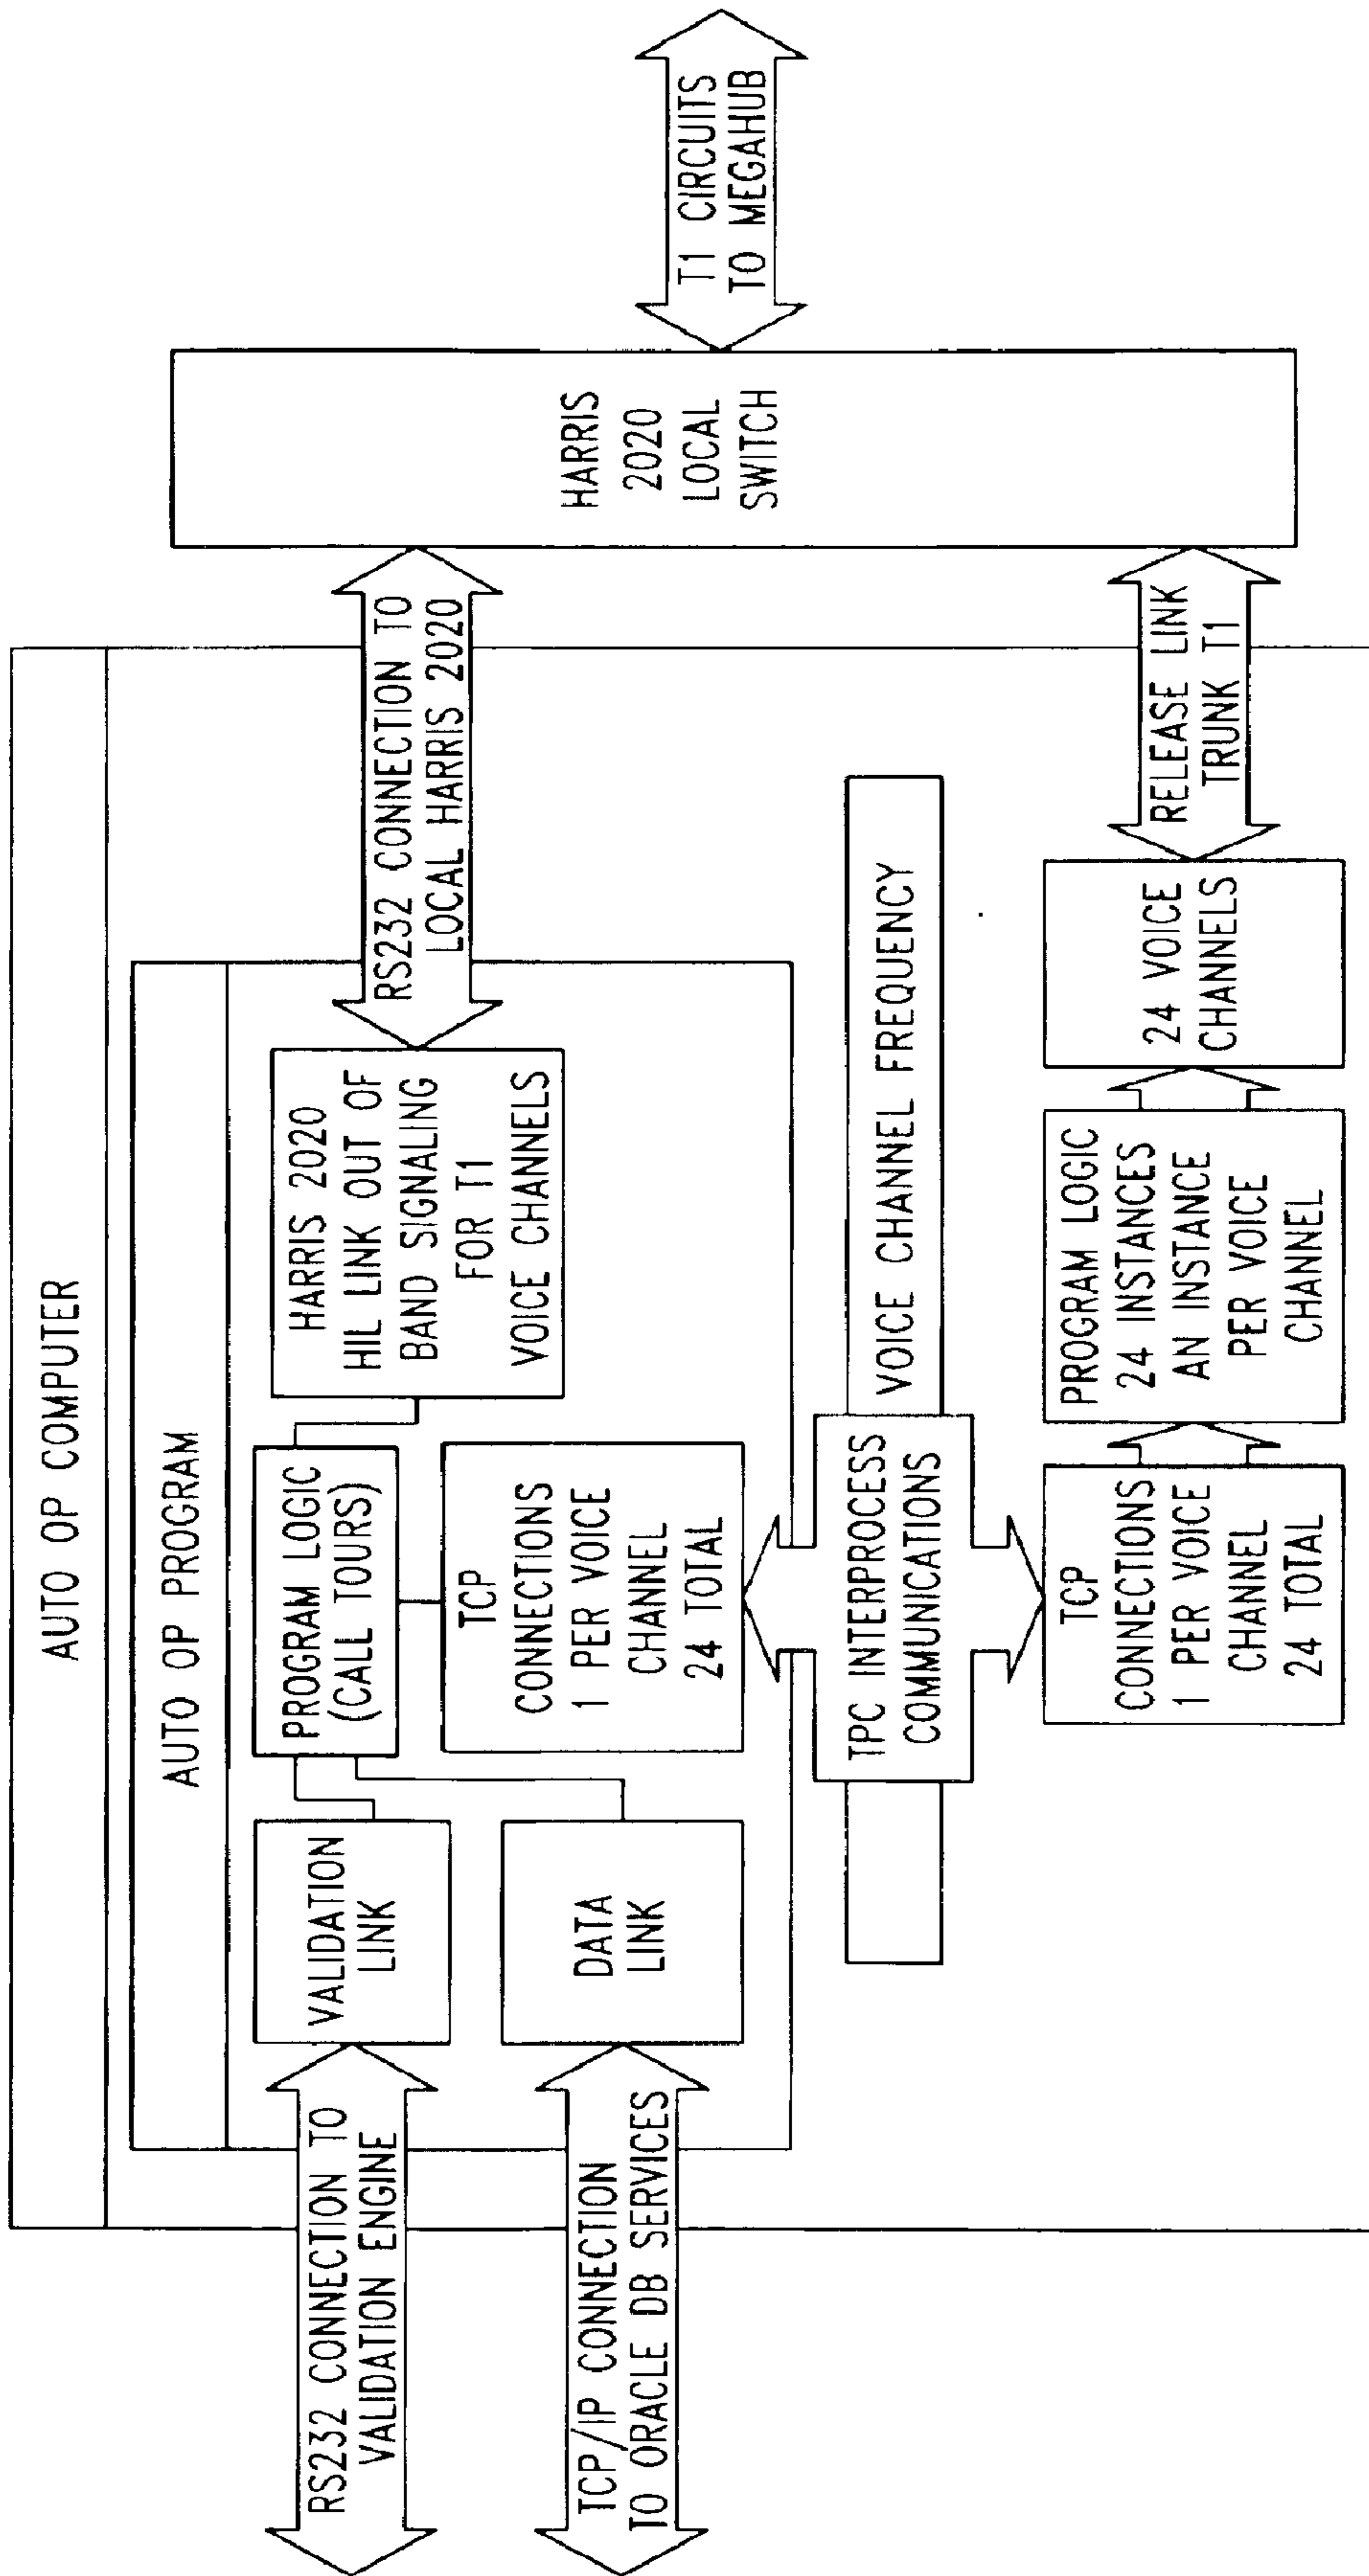 AUTO OP COMPUTER
AUTO OP PROGRAM
RS232 CONNECTION TO
VALIDATION ENGINE
VALIDATION
LINK
PROGRAM LOGIC
(CALL TOURS)
HARRIS 2020
HIL LINK OUT OF
BAND SIGNALING
FOR T1
VOICE CHANNELS
RS232 CONNECTION TO
LOCAL HARRIS 2020
TCP/IP CONNECTION
TO ORACLE DB SERVICES
DATA
LINK
TCP
CONNECTIONS
1 PER VOICE
CHANNEL
24 TOTAL
HARRIS
2020
LOCAL
SWITCH
T1 CIRCUITS
TO MEGAHUB
TPC INTERPROCESS
COMMUNICATIONS
VOICE CHANNEL FREQUENCY
TCP
CONNECTIONS
1 PER VOICE
CHANNEL
24 TOTAL
PROGRAM LOGIC
24 INSTANCES
AN INSTANCE
PER VOICE
CHANNEL
24 VOICE
CHANNELS
RELEASE LINK
TRUNK T1